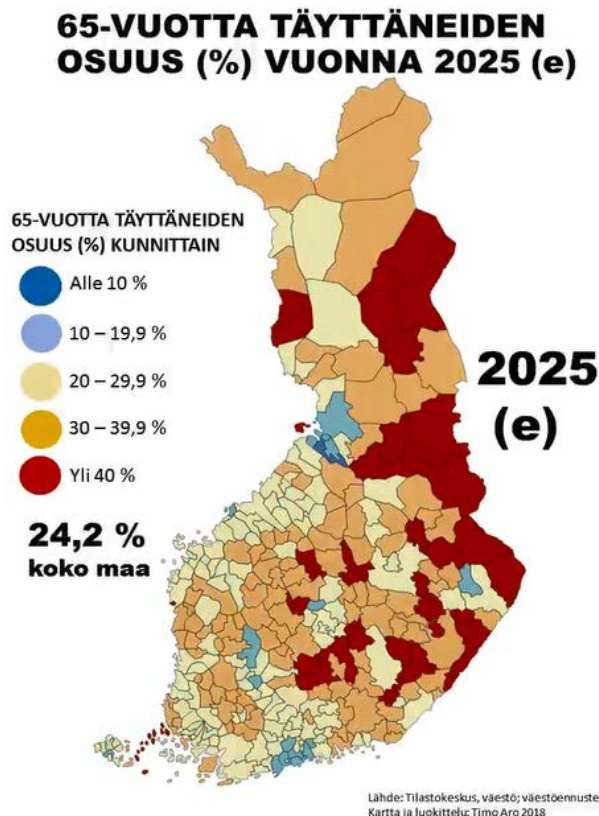 65-VUOTTA TÄYTTÄNEIDEN
OSUUS (%) VUONNA 2025 (e)
65-VUOTTA TÄYTTÄNEIDEN
OSUUS (%) KUNNITTAIN
Alle 10 %
10 – 19,9 %
20 – 29,9 %
30 – 39,9 %
Yli 40 %
2025
(e)
24,2 %
koko maa
Lähde: Tilastokeskus, väestö; väestöennuste
Kartta ja luokittelu: Timo Aro 2018